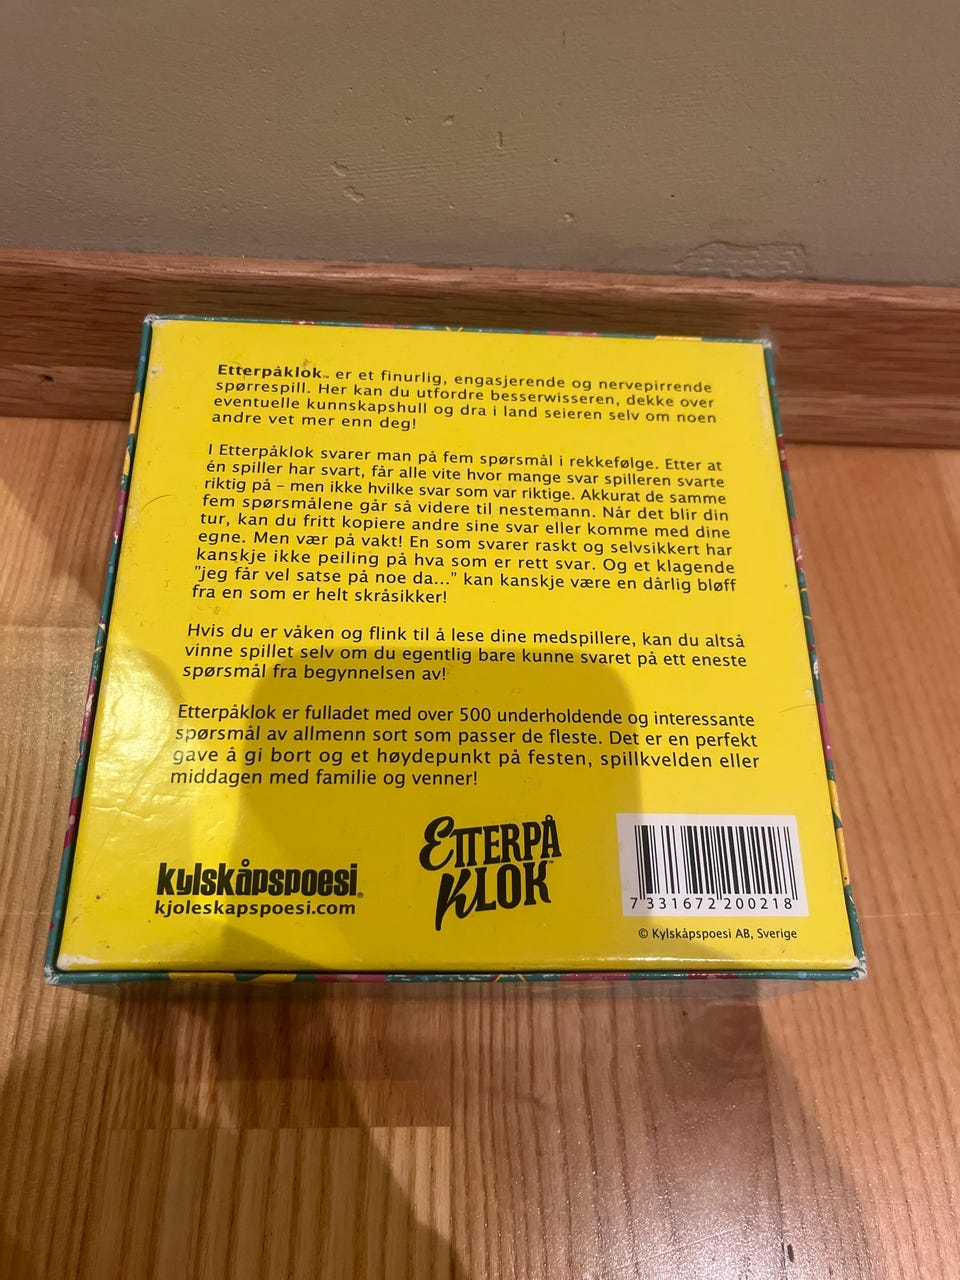 Etterpåklok™ er et finurlig, engasjerende og nervepirrende
spørrespill. Her kan du utfordre besserwisseren, dekke over
eventuelle kunnskapshull og dra i land seieren selv om noen
andre vet mer enn deg!
I Etterpåklok svarer man på fem spørsmål i rekkefølge. Etter at
én spiller har svart, får alle vite hvor mange svar spilleren svarte
riktig på – men ikke hvilke svar som var riktige. Akkurat de samme
fem spørsmålene går så videre til nestemann. Når det blir din
tur, kan du fritt kopiere andre sine svar eller komme med dine
egne. Men vær på vakt! En som svarer raskt og selvsikkert har
kanskje ikke peiling på hva som er rett svar. Og et klagende
”jeg får vel satse på noe da...” kan kanskje være en dårlig bløff
fra en som er helt skråsikker!
Hvis du er våken og flink til å lese dine medspillere, kan du altså
vinne spillet selv om du egentlig bare kunne svaret på ett eneste
spørsmål fra begynnelsen av!
Etterpåklok er fulladet med over 500 underholdende og interessante
spørsmål av allmenn sort som passer de fleste. Det er en perfekt
gave å gi bort og et høydepunkt på festen, spillkvelden eller
middagen med familie og venner!
kylskåpspoesi®
kjoleskapspoesi.com
ETTERPÅ
KLOK™
7 331672 200218
© Kylskåpspoesi AB, Sverige